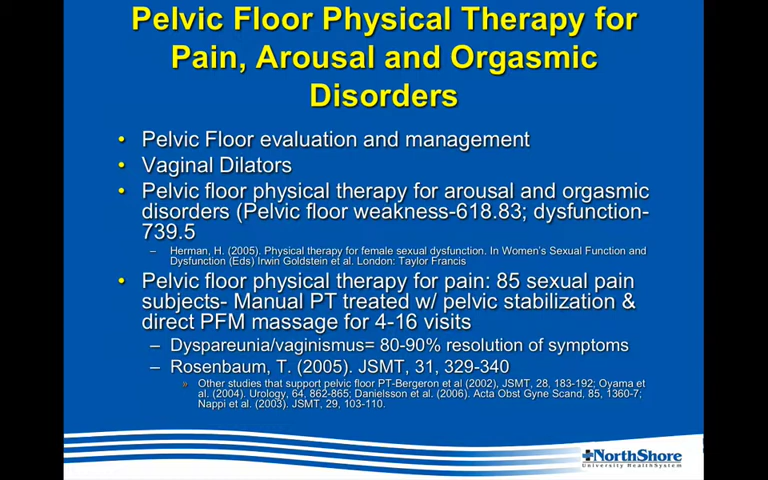 Pelvic Floor Physical Therapy for
Pain, Arousal and Orgasmic
Disorders
• Pelvic Floor evaluation and management
• Vaginal Dilators
• Pelvic floor physical therapy for arousal and orgasmic
disorders (Pelvic floor weakness-618.83; dysfunction-
739.5
– Herman, H. (2005). Physical therapy for female sexual dysfunction. In Women's Sexual Function and
Dysfunction (Eds) Irwin Goldstein et al. London: Taylor Francis
• Pelvic floor physical therapy for pain: 85 sexual pain
subjects- Manual PT treated w/ pelvic stabilization &
direct PFM massage for 4-16 visits
– Dyspareunia/vaginismus= 80-90% resolution of symptoms
– Rosenbaum, T. (2005). JSMT, 31, 329-340
» Other studies that support pelvic floor PT-Bergeron et al (2002), JSMT, 28, 183-192; Oyama et
al. (2004). Urology, 64, 862-865; Danielsson et al. (2006). Acta Obst Gyne Scand, 85, 1360-7;
Nappi et al. (2003). JSMT, 29, 103-110.
NorthShore
University HealthSystem